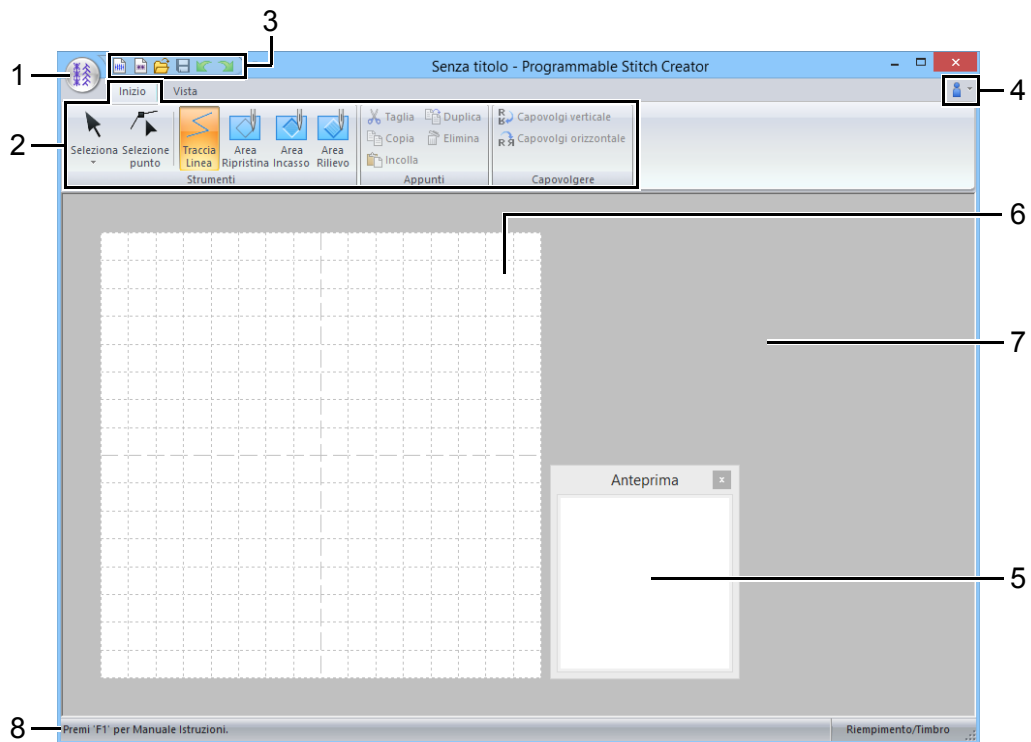 3
Senza titolo - Programmable Stitch Creator
1
Inizio Vista
4
2
Seleziona
Selezione punto
Traccia Linea
Area Ripristina
Area Incasso
Area Rilievo
Strumenti
Taglia Duplica
Copia Elimina
Incolla
Appunti
Capovolgi verticale
Capovolgi orizzontale
Capovolgere
6
7
Anteprima
5
8
Premi 'F1' per Manuale Istruzioni.
Riempimento/Timbro